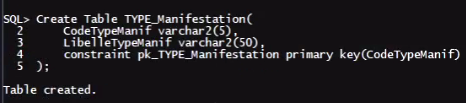 SQL> Create Table TYPE_Manifestation(
2 CodeTypeManif varchar2(5),
3 LibelleTypeManif varchar2(50),
4 constraint pk_TYPE_Manifestation primary key(CodeTypeManif)
5 );
Table created.